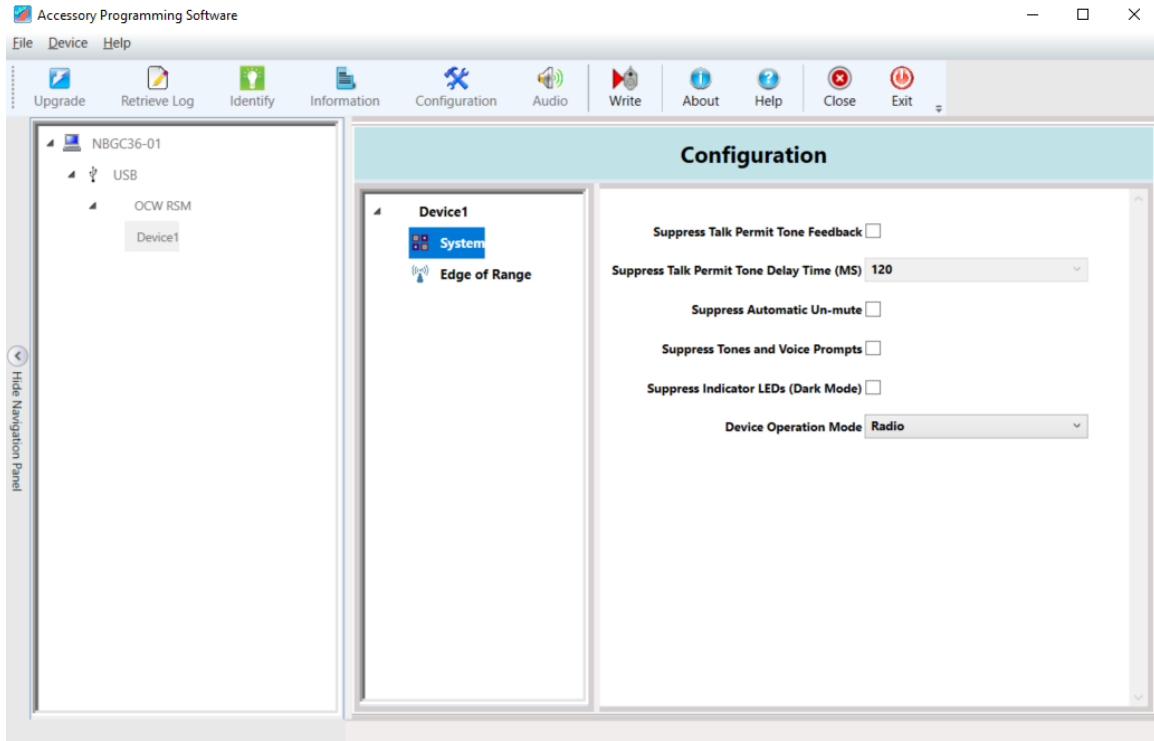 Accessory Programming Software
File Device Help
Upgrade Retrieve Log Identify Information Configuration Audio Write About Help Close Exit
NBGC36-01
USB
OCW RSM
Device1
Hide Navigation Panel
Configuration
Device1
System
Edge of Range
Suppress Talk Permit Tone Feedback
Suppress Talk Permit Tone Delay Time (MS) 120
Suppress Automatic Un-mute
Suppress Tones and Voice Prompts
Suppress Indicator LEDs (Dark Mode)
Device Operation Mode Radio